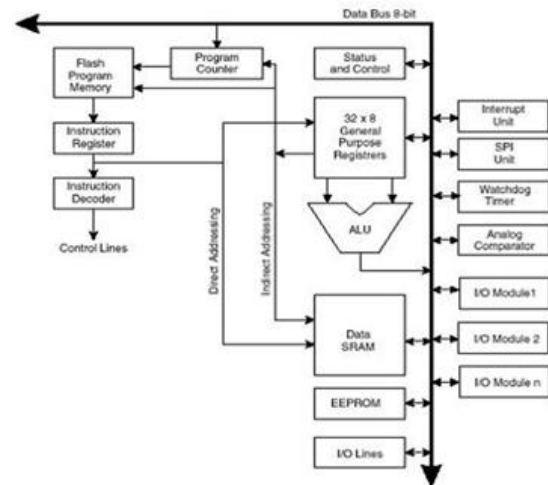 Data Bus 8-bit
Flash
Program
Memory
Program
Counter
Status
and Control
Instruction
Register
32 x 8
General
Purpose
Registrers
Interrupt
Unit
SPI
Unit
Instruction
Decoder
Watchdog
Timer
Control Lines
Direct Addressing
Indirect Addressing
ALU
Analog
Comparator
I/O Module1
Data
SRAM
I/O Module 2
I/O Module n
EEPROM
I/O Lines